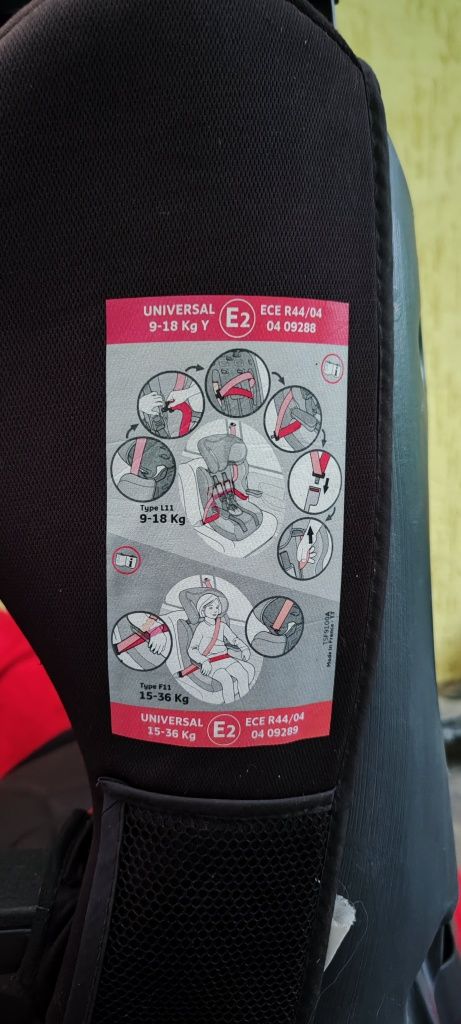 UNIVERSAL
9-18 Kg Y
E2
ECE R44/04
04 09288
Type L11
9-18 Kg
Made in France
Type F11
15-36 Kg
UNIVERSAL
15-36 Kg
E2
ECE R44/04
04 09289